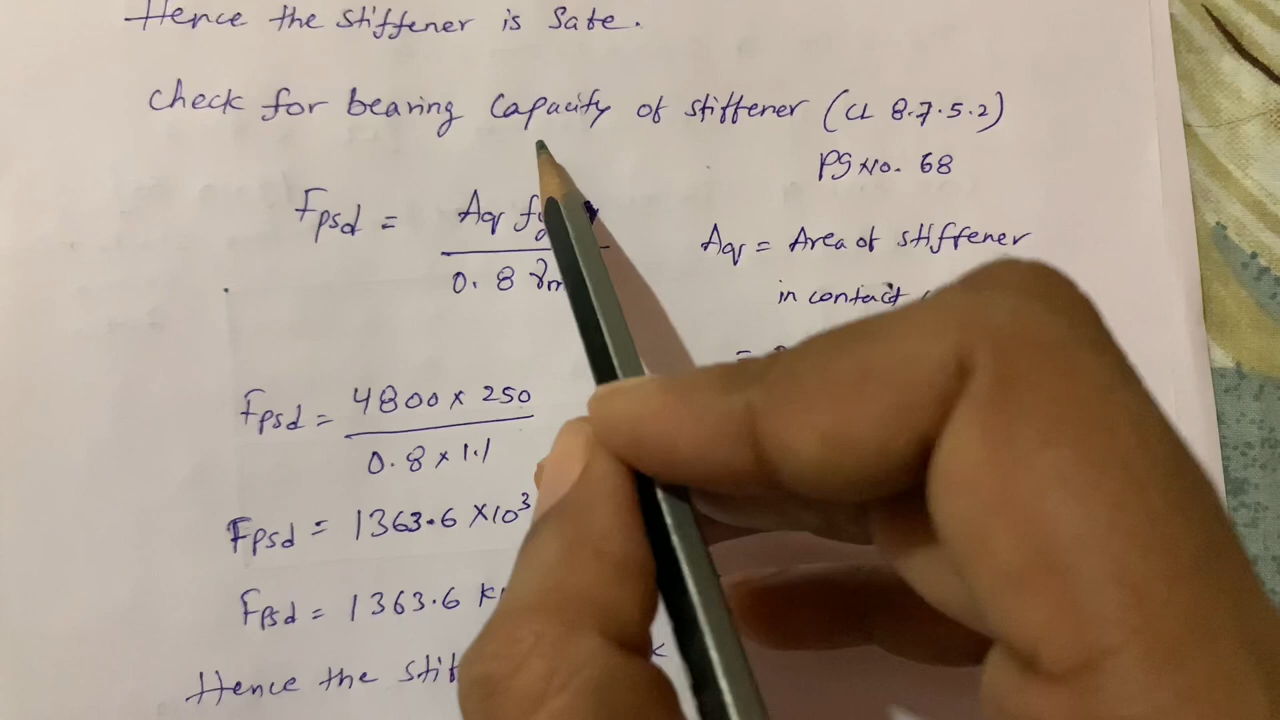 Hence the stiffener is safe.
Check for bearing capacity of stiffener (CL 8.7.5.2)
PG No. 68
Fpsd = Aq f
0.8 γm
Aq = Area of stiffener
in contact
=
Fpsd = 4800 x 250
0.8 x 1.1
Fpsd = 1363.6 x10³
Fpsd = 1363.6
Hence the